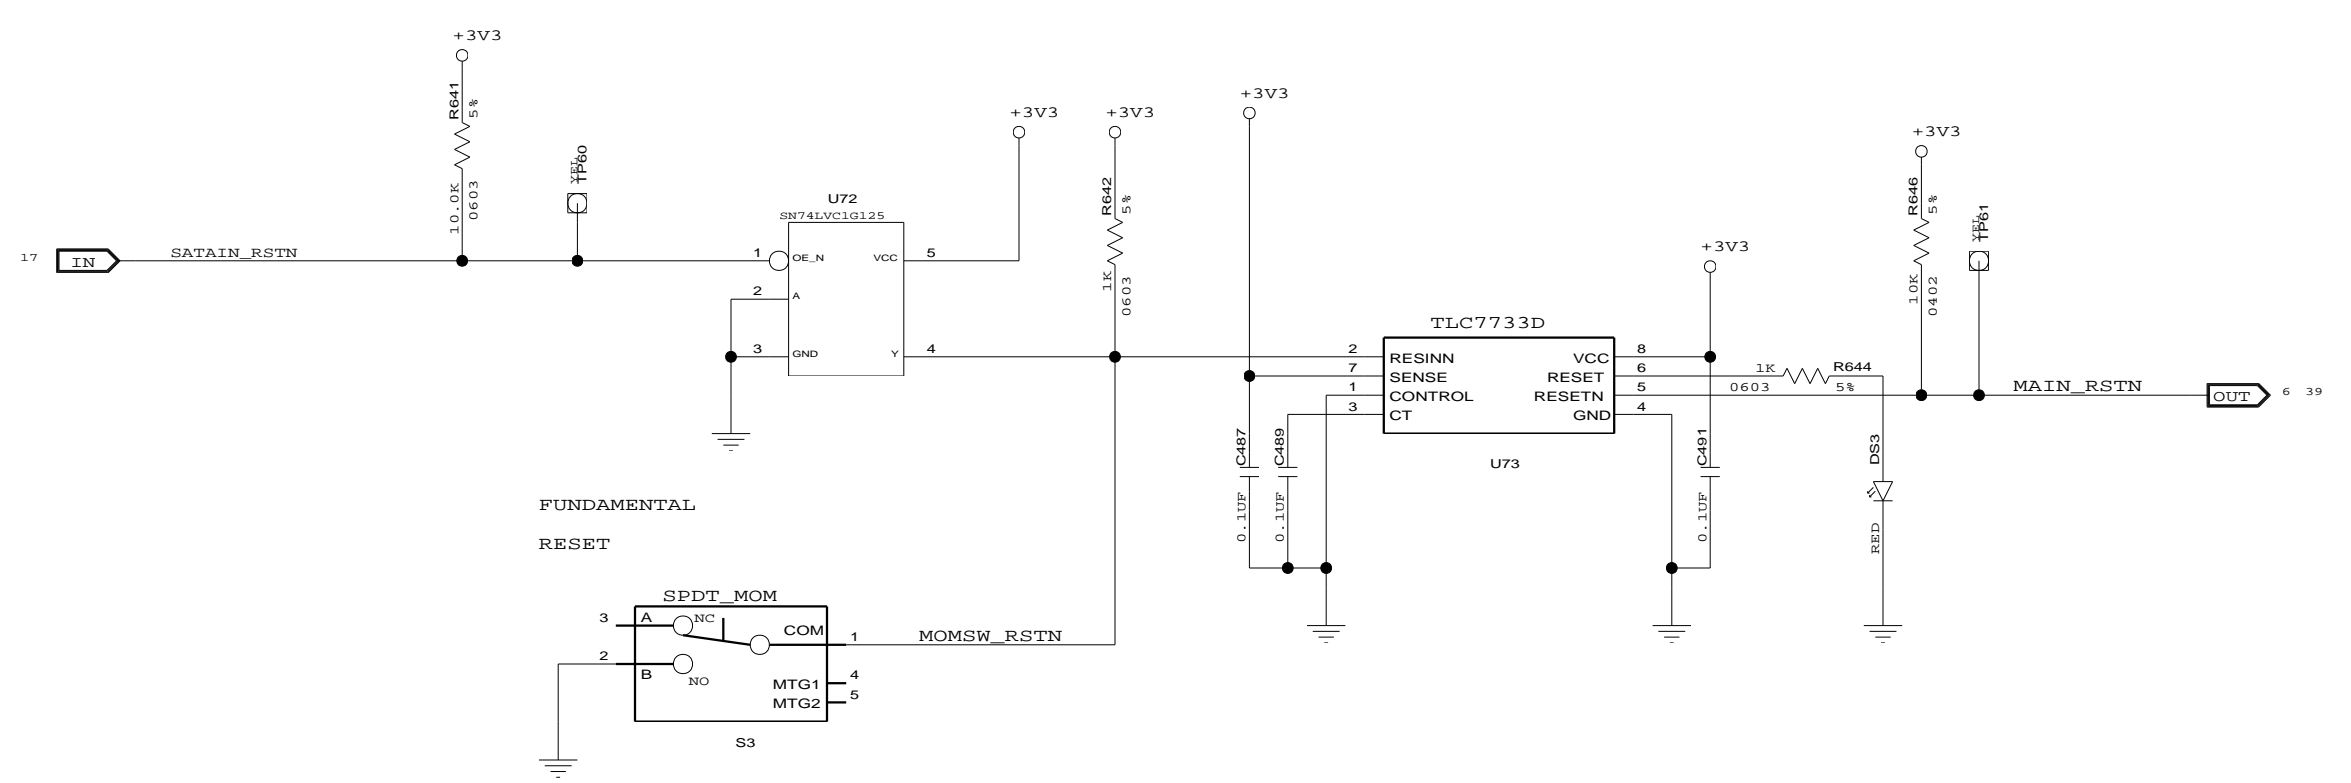 +3V3
R641
5%
10.0K
0603
YEL
TP60
17
IN
SATAIN_RSTN
U72
SN74LVC1G125
1
OE_N
VCC
5
2
A
3
GND
Y
4
+3V3
+3V3
R642
5%
1K
0603
+3V3
TLC7733D
2
RESINN
VCC
8
7
SENSE
RESET
6
1
CONTROL
RESETN
5
3
CT
GND
4
U73
+3V3
1K
R644
0603
5%
+3V3
R646
5%
10K
0402
YEL
TP61
MAIN_RSTN
OUT
6 39
C487
0.1UF
C489
0.1UF
C491
0.1UF
DS3
RED
FUNDAMENTAL
RESET
SPDT_MOM
3
A
NC
COM
1
MOMSW_RSTN
2
B
NO
MTG1
4
MTG2
5
S3